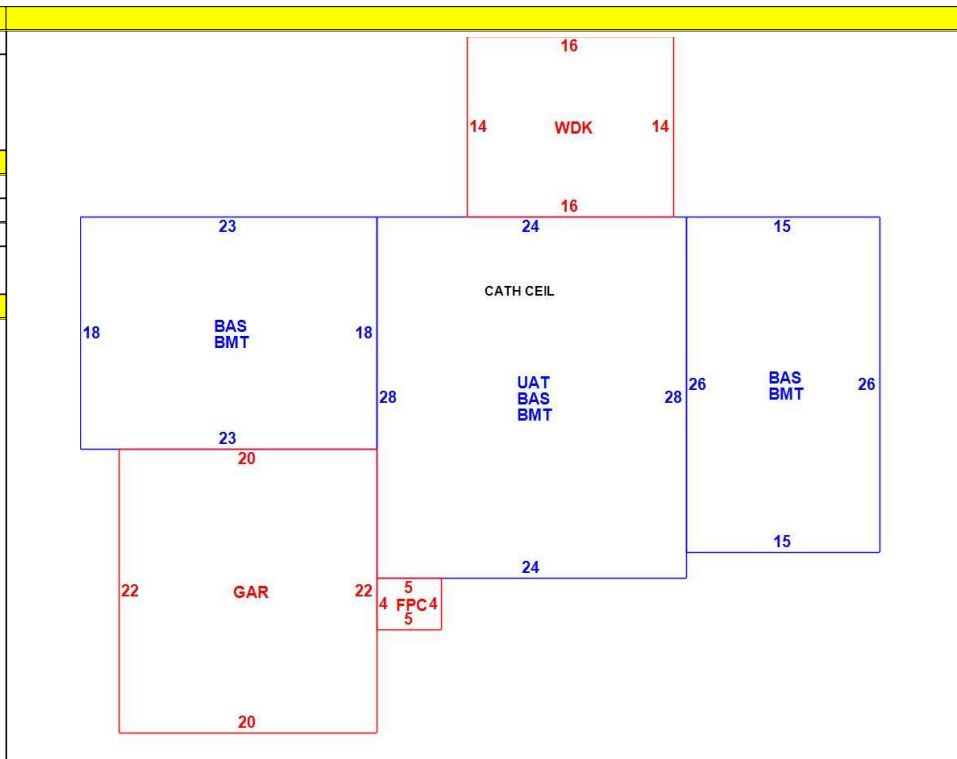 16
14 WDK 14
16
23 24 15
CATH CEIL
18 BAS 18
BMT
28 UAT 28
BAS
BMT
26 BAS 26
BMT
23
20
22 GAR 22
5
4 FPC 4
5
24
15
20